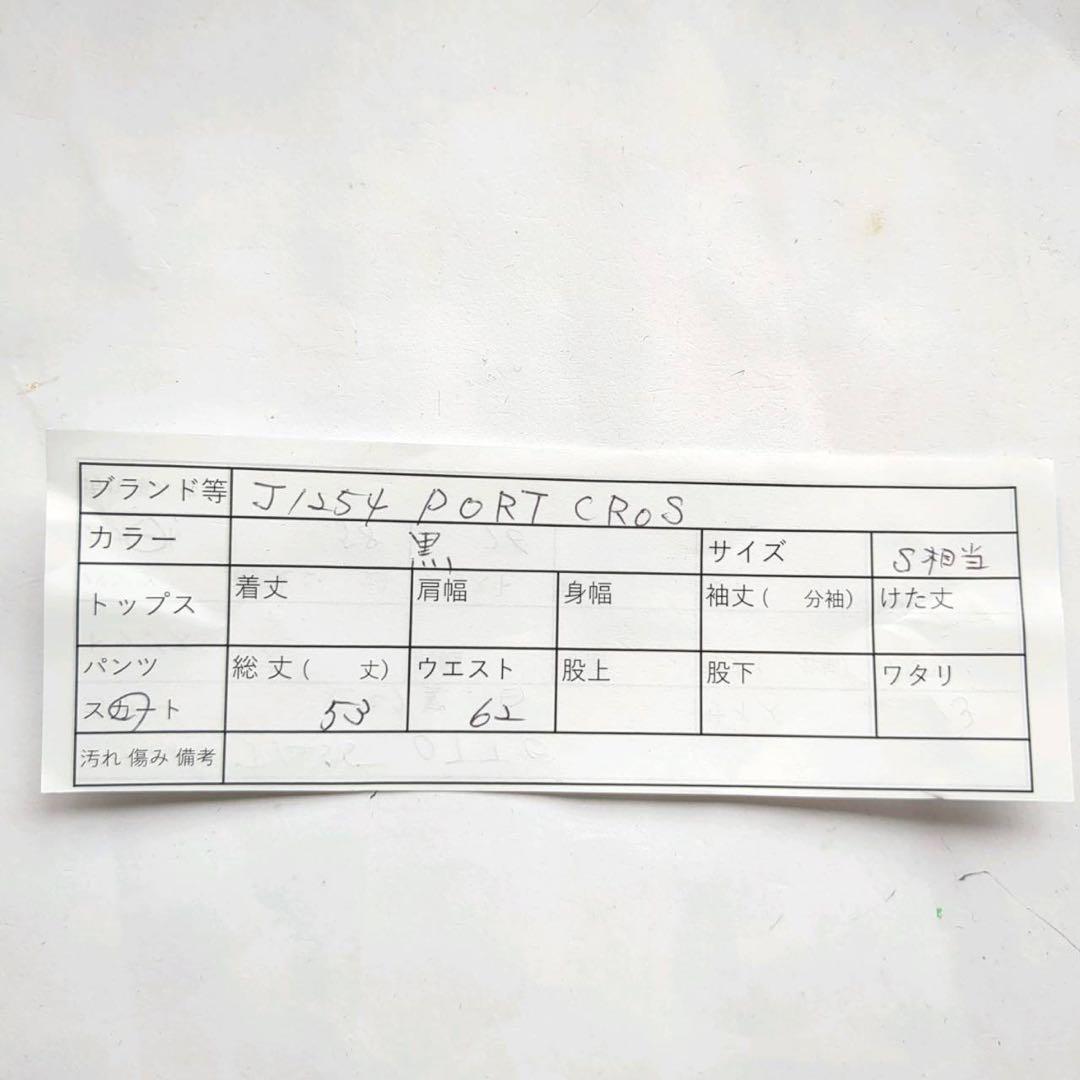 ブランド等 J1254 PORT CROS
カラー 黒 サイズ S相当
トップス 着丈 肩幅 身幅 袖丈( 分袖) けた丈
パンツ 総丈( 丈) ウエスト 股上 股下 ワタリ
スカート 53 62
汚れ 傷み 備考